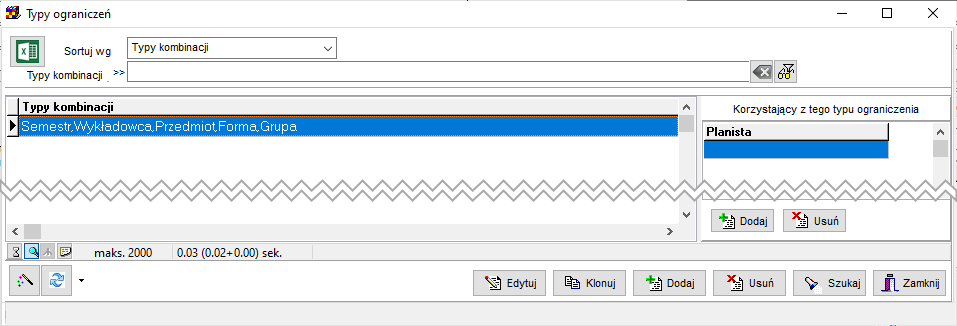 Typy ograniczeń
Sortuj wg Typy kombinacji
Typy kombinacji . >>
Typy kombinacji
Semestr,Wykładowca,Przedmiot,Forma,Grupa
Korzystający z tego typu ograniczenia
Planista
Dodaj Usuń
maks. 2000 0.03 (0.02+0.00) sek.
Edytuj Klonuj Dodaj Usuń Szukaj Zamknij